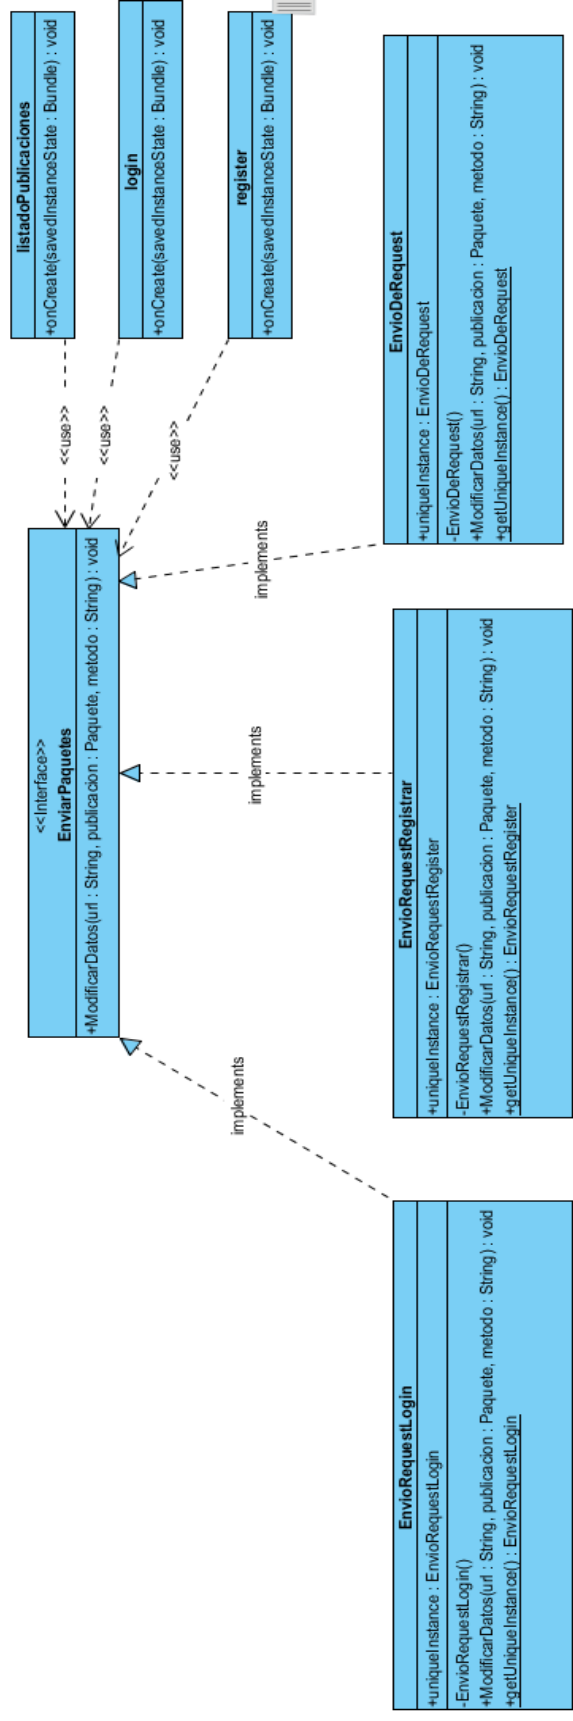 listadoPublicaciones
+onCreate(savedInstanceState : Bundle) : void
login
+onCreate(savedInstanceState : Bundle) : void
register
+onCreate(savedInstanceState : Bundle) : void
<<use>>
<<use>>
<<use>>
<<Interface>>
EnviarPaquetes
+ModificarDatos(url : String, publicacion : Paquete, metodo : String) : void
implements
implements
implements
EnvioRequestLogin
+uniqueInstance : EnvioRequestLogin
-EnvioRequestLogin()
+ModificarDatos(url : String, publicacion : Paquete, metodo : String) : void
+getUniqueInstance() : EnvioRequestLogin
EnvioRequestRegistrar
+uniqueInstance : EnvioRequestRegister
-EnvioRequestRegistrar()
+ModificarDatos(url : String, publicacion : Paquete, metodo : String) : void
+getUniqueInstance() : EnvioRequestRegister
EnvioDeRequest
+uniqueInstance : EnvioDeRequest
-EnvioDeRequest()
+ModificarDatos(url : String, publicacion : Paquete, metodo : String) : void
+getUniqueInstance() : EnvioDeRequest